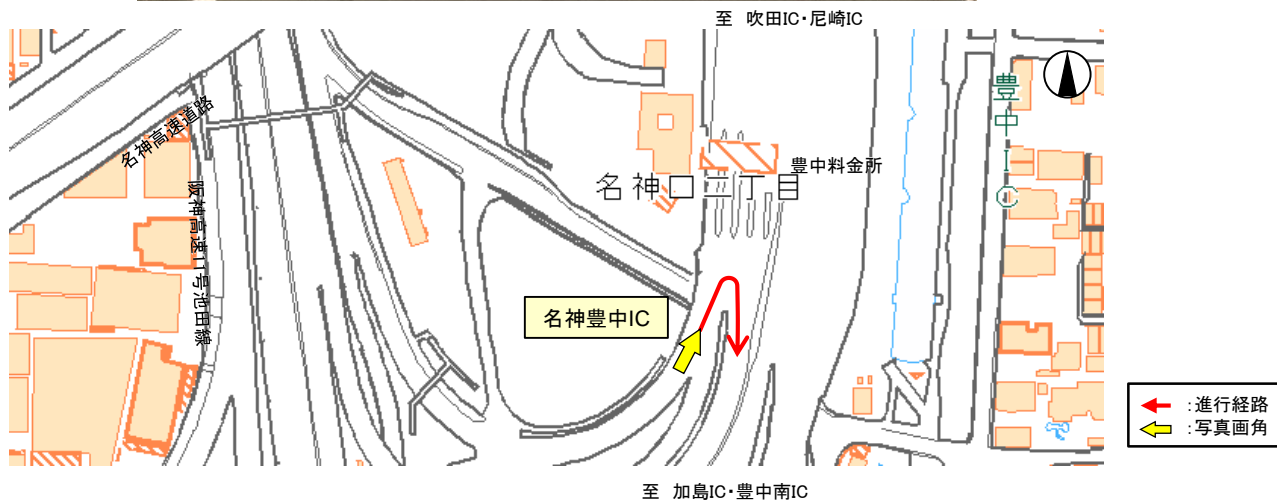 至 吹田IC・尼崎IC
名神高速道路
阪神高速11号池田線
豊中IC
豊中料金所
名神口二丁目
名神豊中IC
:進行経路
:写真画角
至 加島IC・豊中南IC